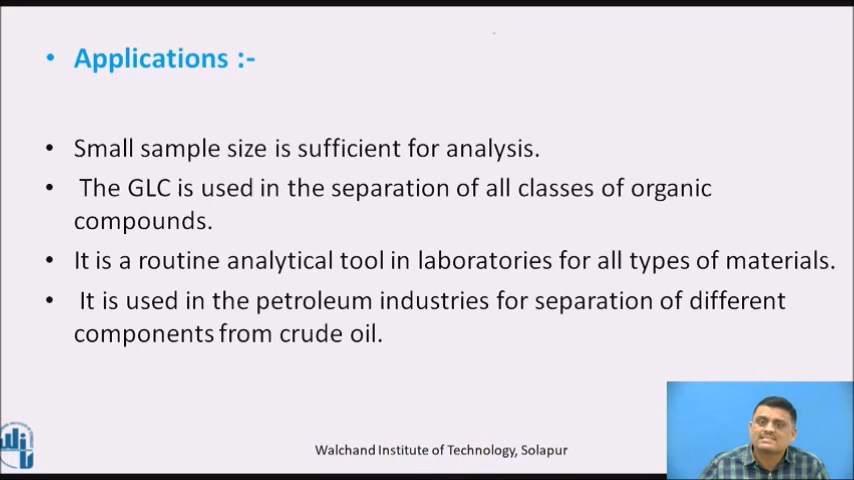 • Applications :-
• Small sample size is sufficient for analysis.
• The GLC is used in the separation of all classes of organic
compounds.
• It is a routine analytical tool in laboratories for all types of materials.
• It is used in the petroleum industries for separation of different
components from crude oil.
Walchand Institute of Technology, Solapur